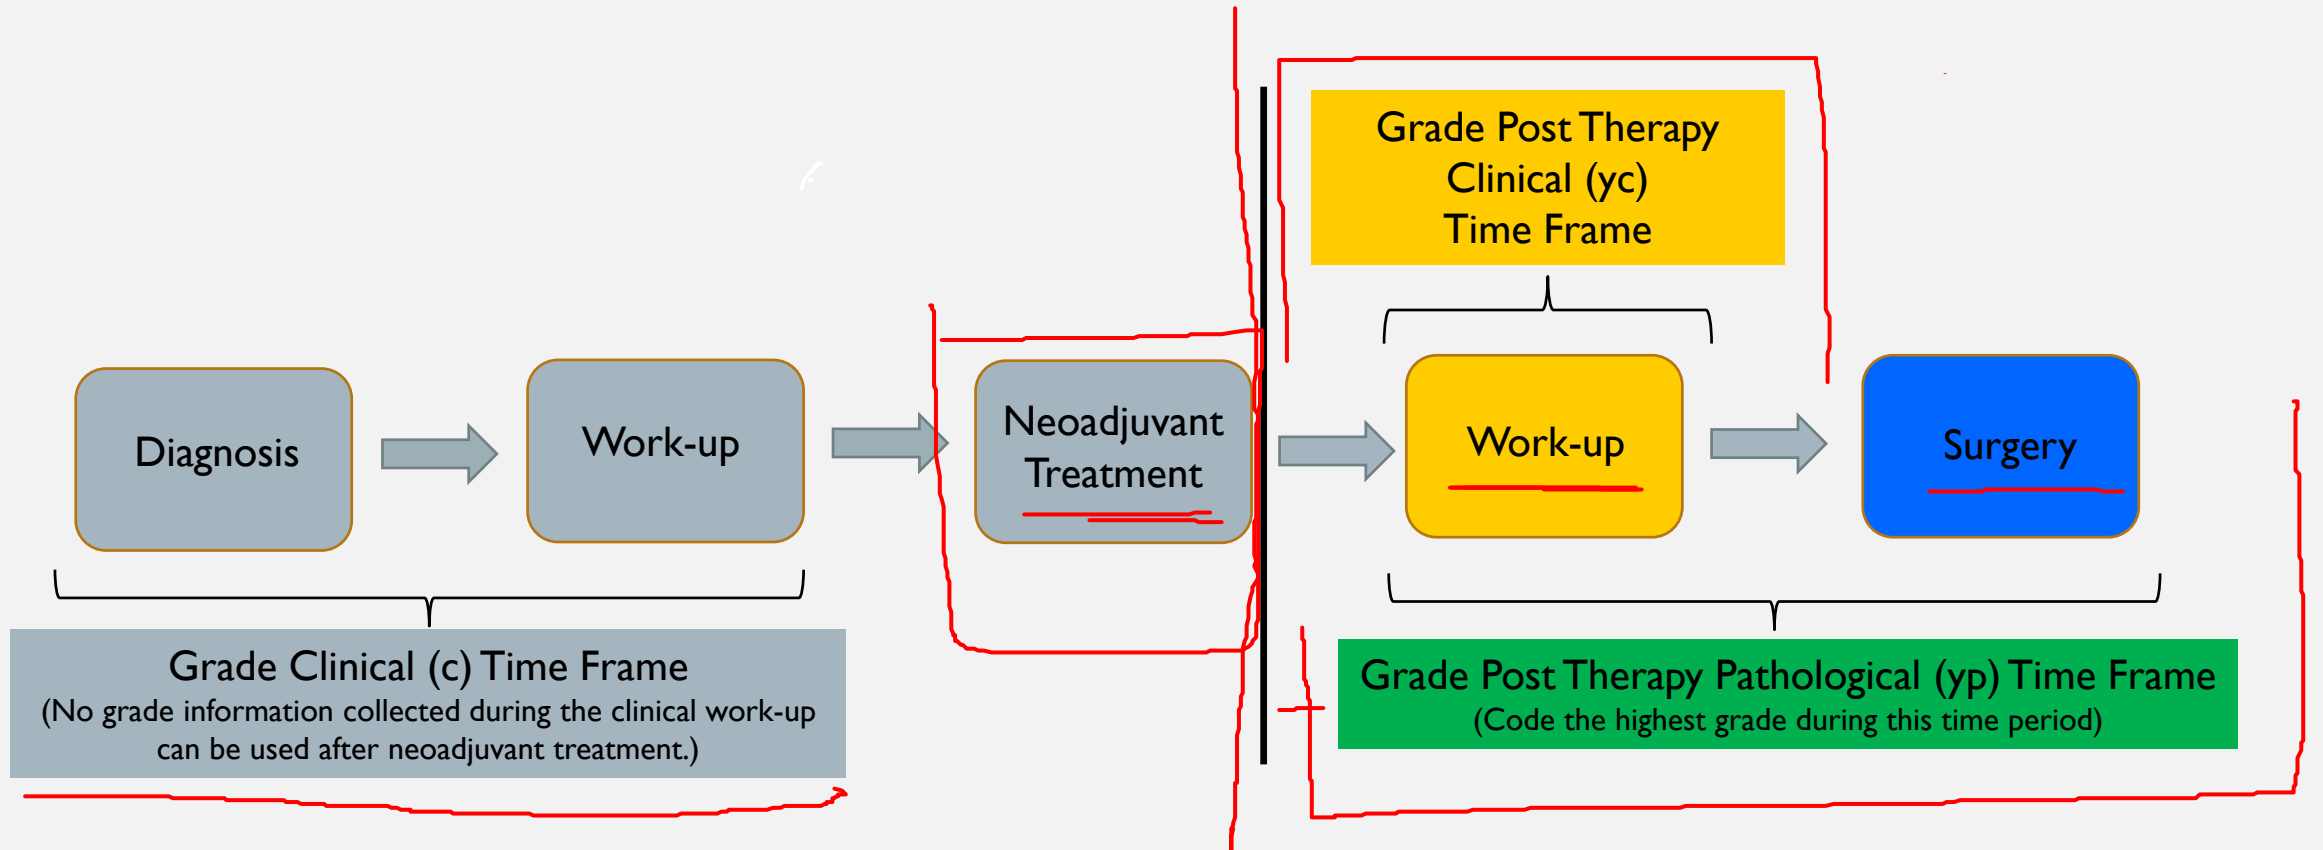 Grade Post Therapy
Clinical (yc)
Time Frame
Diagnosis
Work-up
Neoadjuvant
Treatment
Work-up
Surgery
Grade Clinical (c) Time Frame
(No grade information collected during the clinical work-up
can be used after neoadjuvant treatment.)
Grade Post Therapy Pathological (yp) Time Frame
(Code the highest grade during this time period)